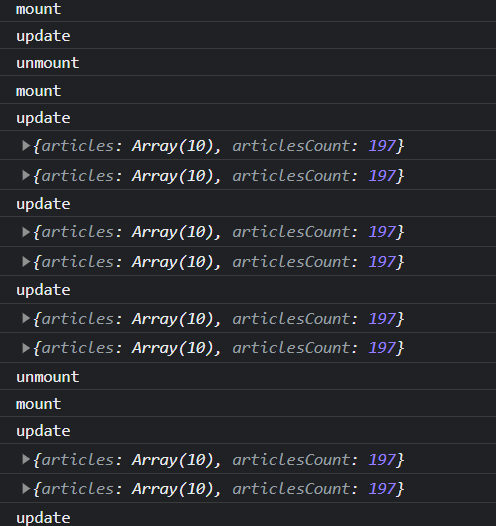 mount
update
unmount
mount
update
▶{articles: Array(10), articlesCount: 197}
▶{articles: Array(10), articlesCount: 197}
update
▶{articles: Array(10), articlesCount: 197}
▶{articles: Array(10), articlesCount: 197}
update
▶{articles: Array(10), articlesCount: 197}
▶{articles: Array(10), articlesCount: 197}
unmount
mount
update
▶{articles: Array(10), articlesCount: 197}
▶{articles: Array(10), articlesCount: 197}
update